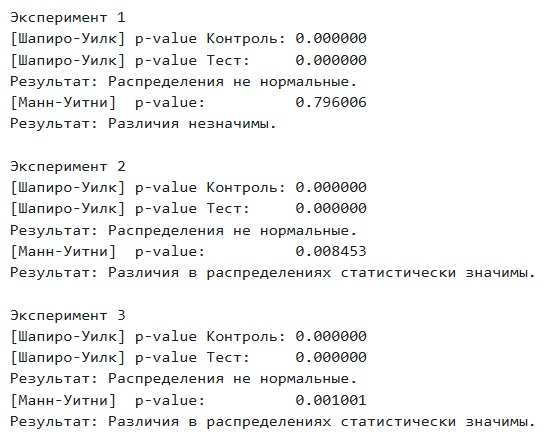 Эксперимент 1
[Шапиро-Уилк] p-value Контроль: 0.000000
[Шапиро-Уилк] p-value Тест:     0.000000
Результат: Распределения не нормальные.
[Манн-Уитни]  p-value:          0.796006
Результат: Различия незначимы.

Эксперимент 2
[Шапиро-Уилк] p-value Контроль: 0.000000
[Шапиро-Уилк] p-value Тест:     0.000000
Результат: Распределения не нормальные.
[Манн-Уитни]  p-value:          0.008453
Результат: Различия в распределениях статистически значимы.

Эксперимент 3
[Шапиро-Уилк] p-value Контроль: 0.000000
[Шапиро-Уилк] p-value Тест:     0.000000
Результат: Распределения не нормальные.
[Манн-Уитни]  p-value:          0.001001
Результат: Различия в распределениях статистически значимы.